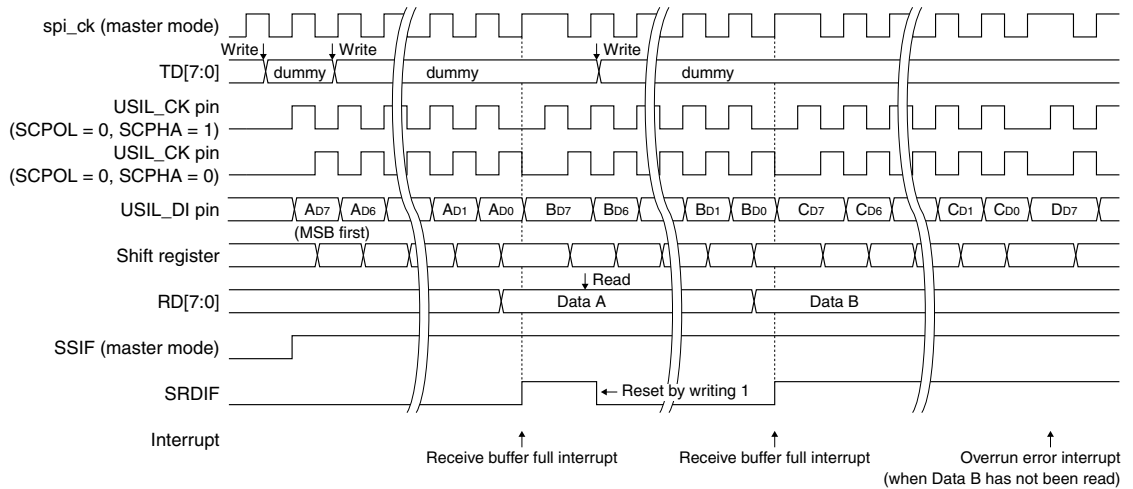 spi_ck (master mode)
Write Write Write
TD[7:0] dummy dummy dummy
USIL_CK pin
(SCPOL = 0, SCPHA = 1)
USIL_CK pin
(SCPOL = 0, SCPHA = 0)
USIL_DI pin AD7 AD6 AD1 AD0 BD7 BD6 BD1 BD0 CD7 CD6 CD1 CD0 DD7
(MSB first)
Shift register
Read
RD[7:0] Data A Data B
SSIF (master mode)
SRDIF Reset by writing 1
Interrupt
Receive buffer full interrupt Receive buffer full interrupt Overrun error interrupt
(when Data B has not been read)